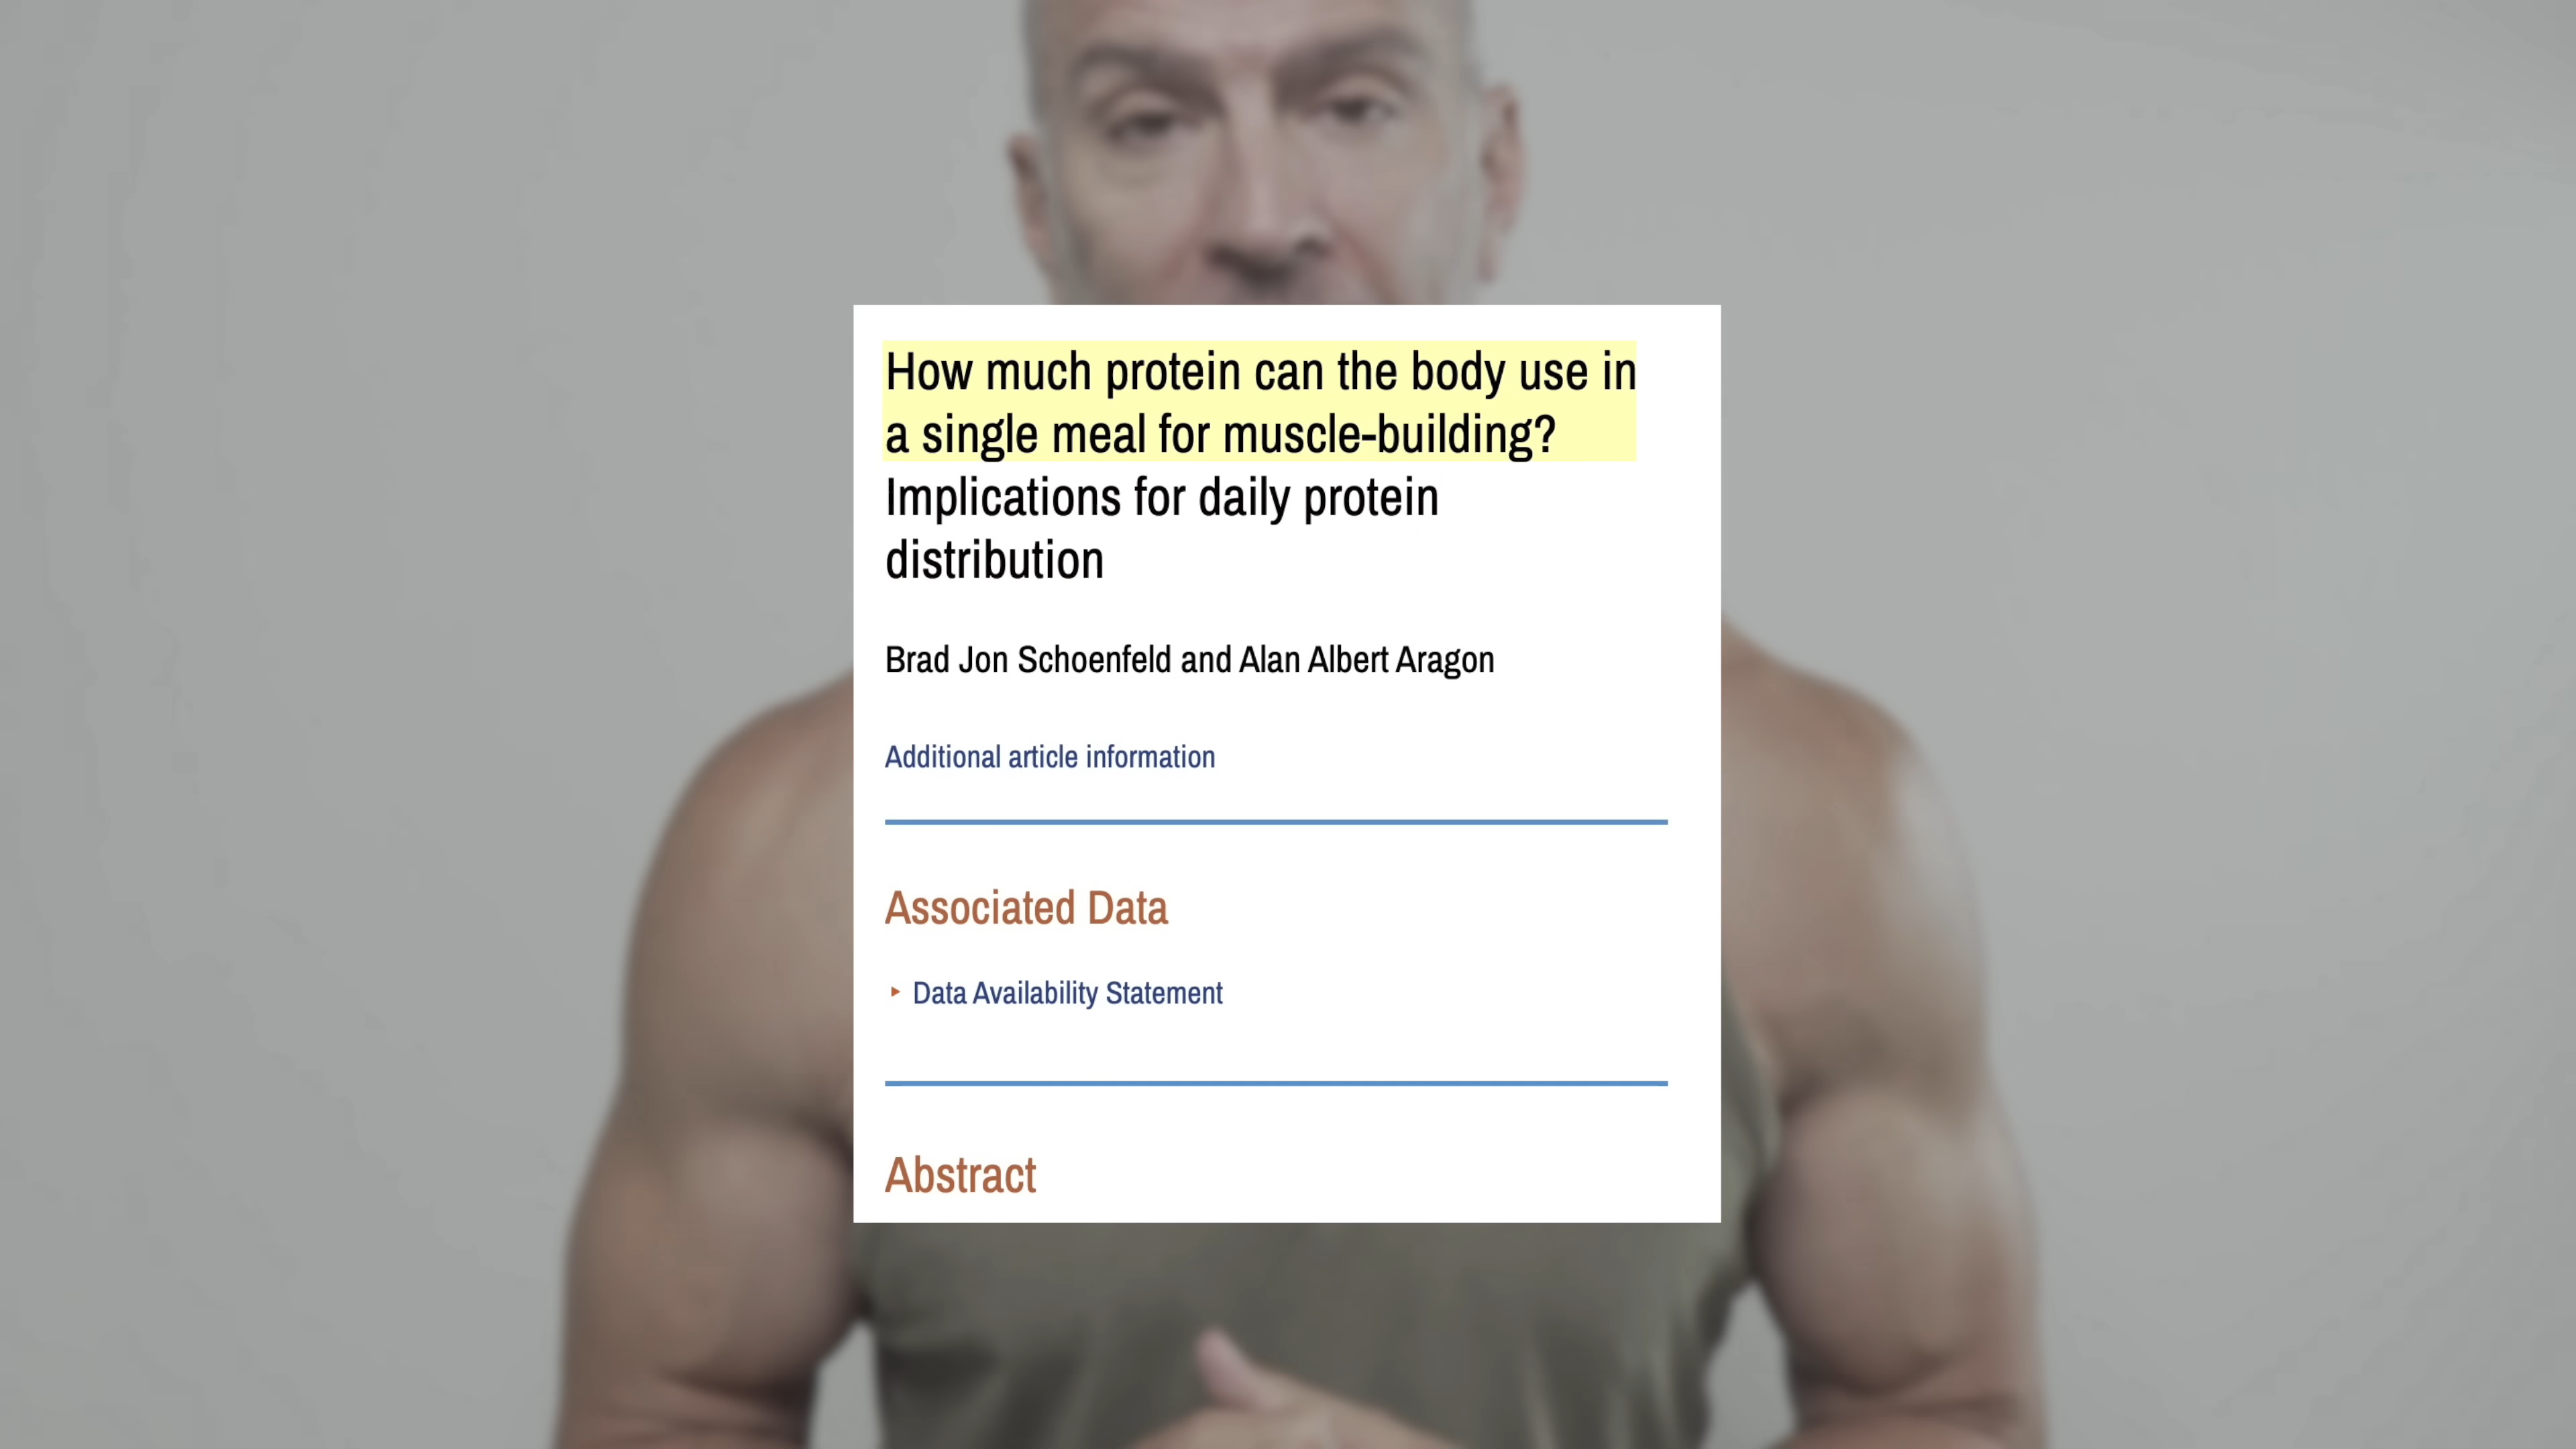 How much protein can the body use in
a single meal for muscle-building?
Implications for daily protein
distribution
Brad Jon Schoenfeld and Alan Albert Aragon
Additional article information
Associated Data
Data Availability Statement
Abstract